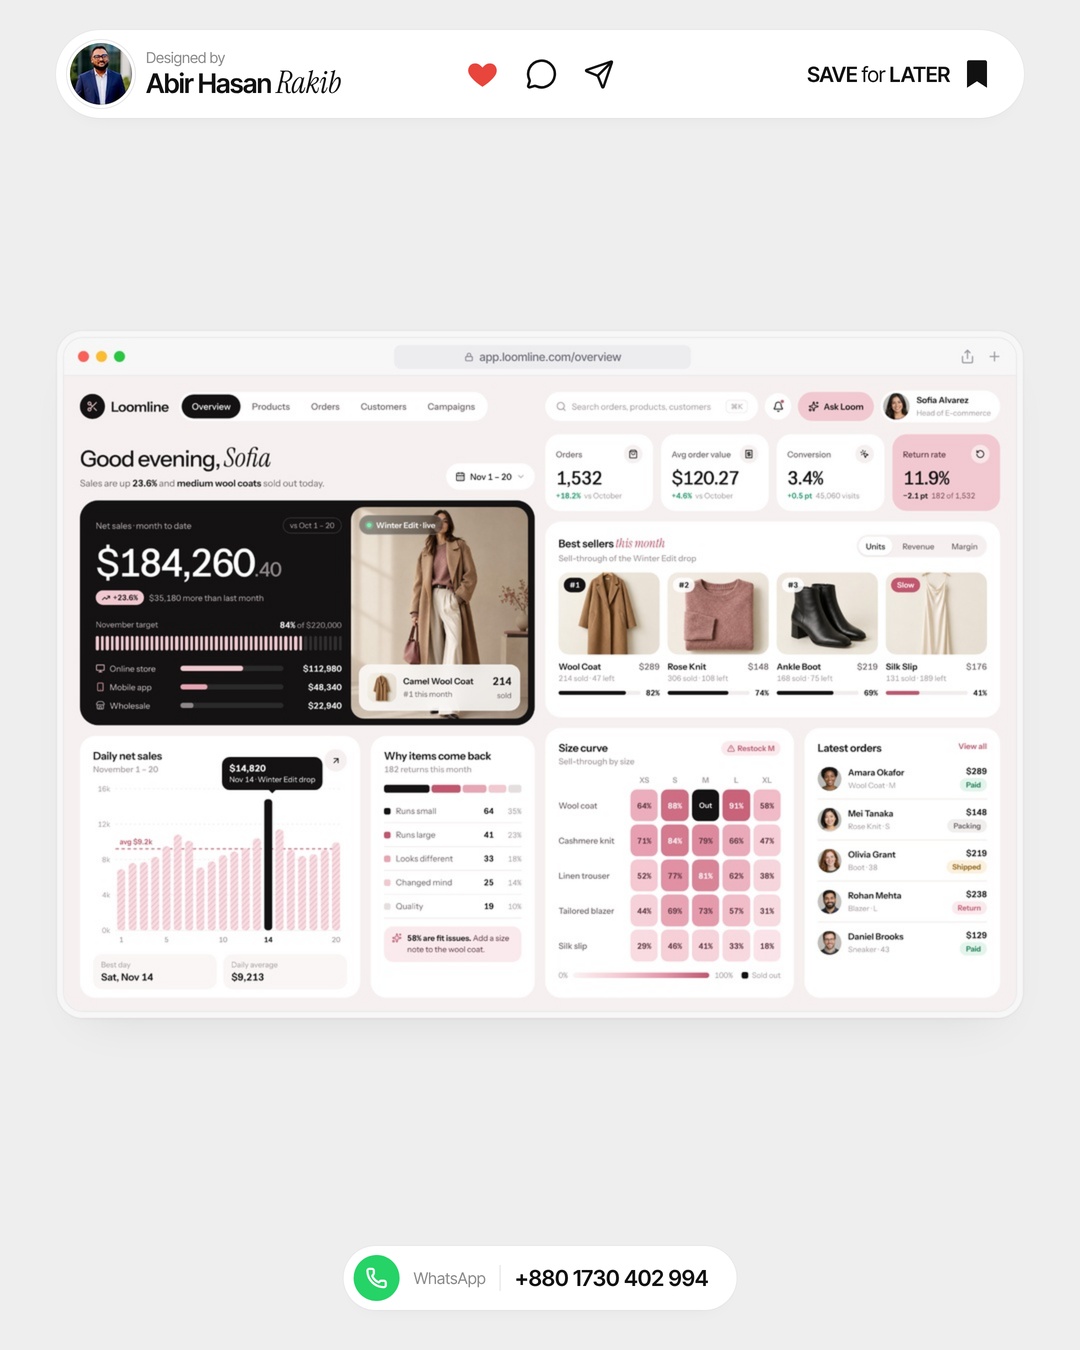 Designed by
Abir Hasan Rakib
SAVE for LATER
app.loomline.com/overview
Loomline
Overview
Products
Orders
Customers
Campaigns
Search orders, products, customers
⌘K
Ask Loom
Sofia Alvarez
Head of E-commerce
Good evening, Sofia
Sales are up 23.6% and medium wool coats sold out today.
Nov 1 – 20
Orders
1,532
+18.2% vs October
Avg order value
$120.27
+4.6% vs October
Conversion
3.4%
+0.5 pt 45,060 visits
Return rate
11.9%
−2.1 pt 182 of 1,532
Net sales · month to date
vs Oct 1 – 20
$184,260.40
+23.6%
$35,180 more than last month
November target
84% of $220,000
Online store
$112,980
Mobile app
$48,340
Wholesale
$22,940
Winter Edit · live
Camel Wool Coat
#1 this month
214
sold
Best sellers this month
Sell-through of the Winter Edit drop
Units
Revenue
Margin
#1
#2
#3
Slow
Wool Coat $289
214 sold · 47 left
82%
Rose Knit $148
306 sold · 108 left
74%
Ankle Boot $219
168 sold · 75 left
69%
Silk Slip $176
131 sold · 189 left
41%
Daily net sales
November 1 – 20
$14,820
Nov 14 · Winter Edit drop
16k
12k
avg $9.2k
8k
4k
0k
1 5 10 14 20
Best day
Sat, Nov 14
Daily average
$9,213
Why items come back
182 returns this month
Runs small 64 35%
Runs large 41 23%
Looks different 33 18%
Changed mind 25 14%
Quality 19 10%
58% are fit issues. Add a size
note to the wool coat.
Size curve
Sell-through by size
Restock M
XS S M L XL
Wool coat 64% 88% Out 91% 58%
Cashmere knit 71% 84% 79% 66% 47%
Linen trouser 52% 77% 81% 62% 38%
Tailored blazer 44% 69% 73% 57% 31%
Silk slip 29% 46% 41% 33% 18%
0% 100% Sold out
Latest orders
View all
Amara Okafor $289
Wool Coat · M Paid
Mei Tanaka $148
Rose Knit · S Packing
Olivia Grant $219
Boot · 38 Shipped
Rohan Mehta $238
Blazer · L Return
Daniel Brooks $129
Sneaker · 43 Paid
WhatsApp
+880 1730 402 994